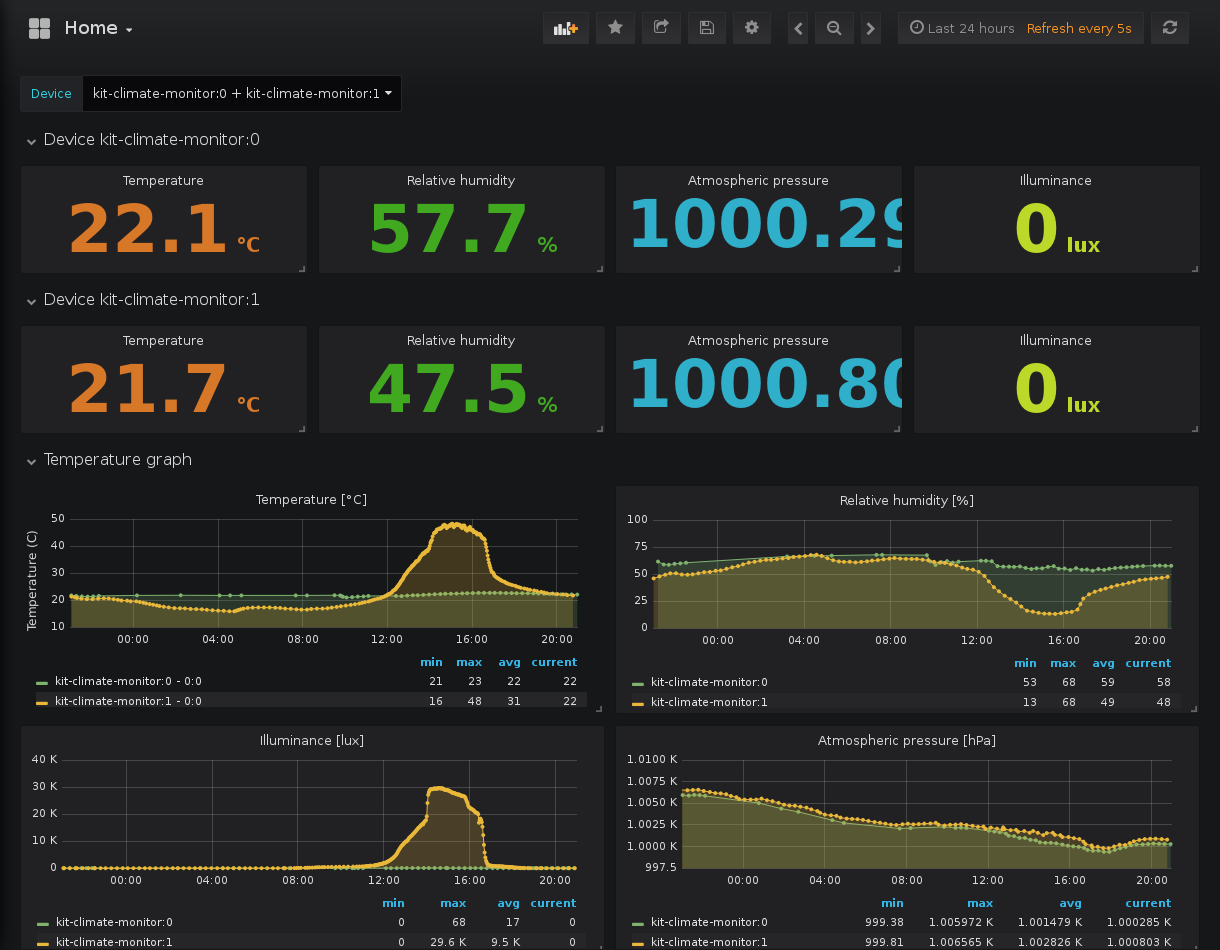 Home
Last 24 hours Refresh every 5s
Device kit-climate-monitor:0 + kit-climate-monitor:1
Device kit-climate-monitor:0
Temperature Relative humidity Atmospheric pressure Illuminance
22.1 °C 57.7 % 1000.29 0 lux
Device kit-climate-monitor:1
Temperature Relative humidity Atmospheric pressure Illuminance
21.7 °C 47.5 % 1000.80 0 lux
Temperature graph
Temperature [°C]
Temperature (C)
50
40
30
20
10
00:00 04:00 08:00 12:00 16:00 20:00
min max avg current
kit-climate-monitor:0 - 0:0 21 23 22 22
kit-climate-monitor:1 - 0:0 16 48 31 22
Relative humidity [%]
100
75
50
25
0
00:00 04:00 08:00 12:00 16:00 20:00
min max avg current
kit-climate-monitor:0 53 68 59 58
kit-climate-monitor:1 13 68 49 48
Illuminance [lux]
40 K
30 K
20 K
10 K
0
00:00 04:00 08:00 12:00 16:00 20:00
min max avg current
kit-climate-monitor:0 0 68 17 0
kit-climate-monitor:1 0 29.6 K 9.5 K 0
Atmospheric pressure [hPa]
1.0100 K
1.0075 K
1.0050 K
1.0025 K
1.0000 K
997.5
00:00 04:00 08:00 12:00 16:00 20:00
min max avg current
kit-climate-monitor:0 999.38 1.005972 K 1.001479 K 1.000285 K
kit-climate-monitor:1 999.81 1.006565 K 1.002826 K 1.000803 K